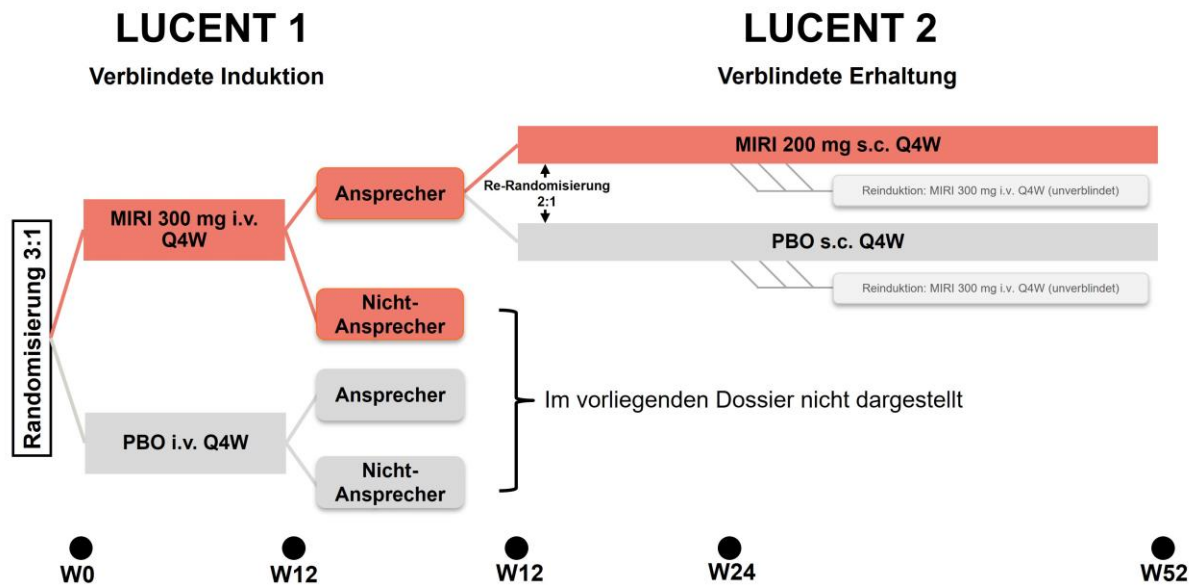 LUCENT 1
Verblindete Induktion
LUCENT 2
Verblindete Erhaltung
Randomisierung 3:1
MIRI 300 mg i.v.
Q4W
PBO i.v. Q4W
Ansprecher
Nicht-
Ansprecher
Ansprecher
Nicht-
Ansprecher
Re-Randomisierung
2:1
MIRI 200 mg s.c. Q4W
Reinduktion: MIRI 300 mg i.v. Q4W (unverblindet)
PBO s.c. Q4W
Reinduktion: MIRI 300 mg i.v. Q4W (unverblindet)
Im vorliegenden Dossier nicht dargestellt
W0
W12
W12
W24
W52